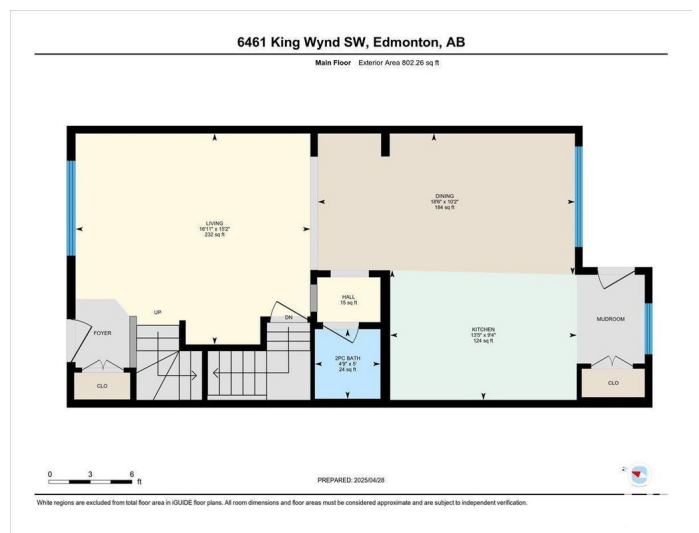 6461 King Wynd SW, Edmonton, AB
Main Floor Exterior Area 802.26 sq ft
LIVING
16'11" x 15'2"
232 sq ft
DINING
18'6" x 10'2"
184 sq ft
HALL
15 sq ft
UP
DN
FOYER
KITCHEN
13'5" x 9'4"
124 sq ft
MUDROOM
2PC BATH
4'9" x 5'
24 sq ft
CLO
CLO
0 3 6
ft
PREPARED: 2025/04/28
White regions are excluded from total floor area in iGUIDE floor plans. All room dimensions and floor areas must be considered approximate and are subject to independent verification.